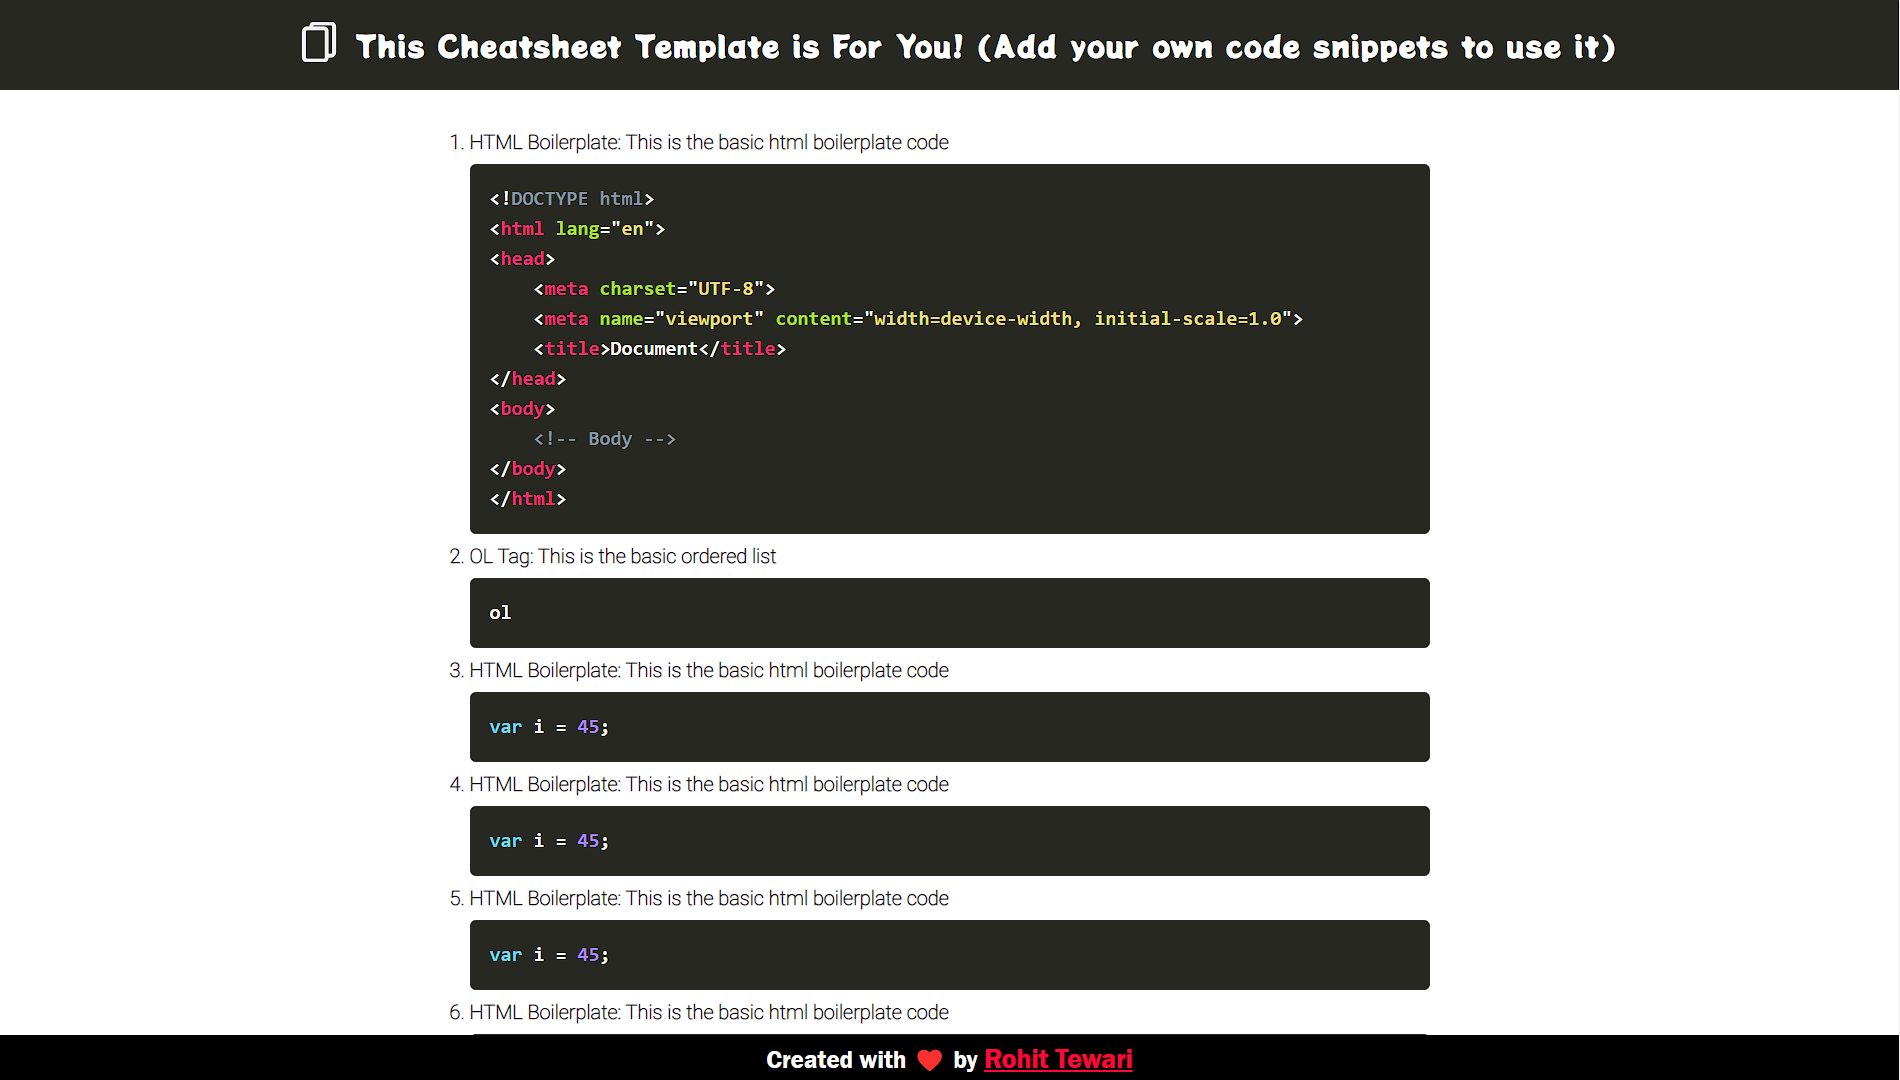 This Cheatsheet Template is For You! (Add your own code snippets to use it)
1. HTML Boilerplate: This is the basic html boilerplate code
<!DOCTYPE html>
<html lang="en">
<head>
    <meta charset="UTF-8">
    <meta name="viewport" content="width=device-width, initial-scale=1.0">
    <title>Document</title>
</head>
<body>
    <!-- Body -->
</body>
</html>
2. OL Tag: This is the basic ordered list
ol
3. HTML Boilerplate: This is the basic html boilerplate code
var i = 45;
4. HTML Boilerplate: This is the basic html boilerplate code
var i = 45;
5. HTML Boilerplate: This is the basic html boilerplate code
var i = 45;
6. HTML Boilerplate: This is the basic html boilerplate code
Created with ❤️ by Rohit Tewari